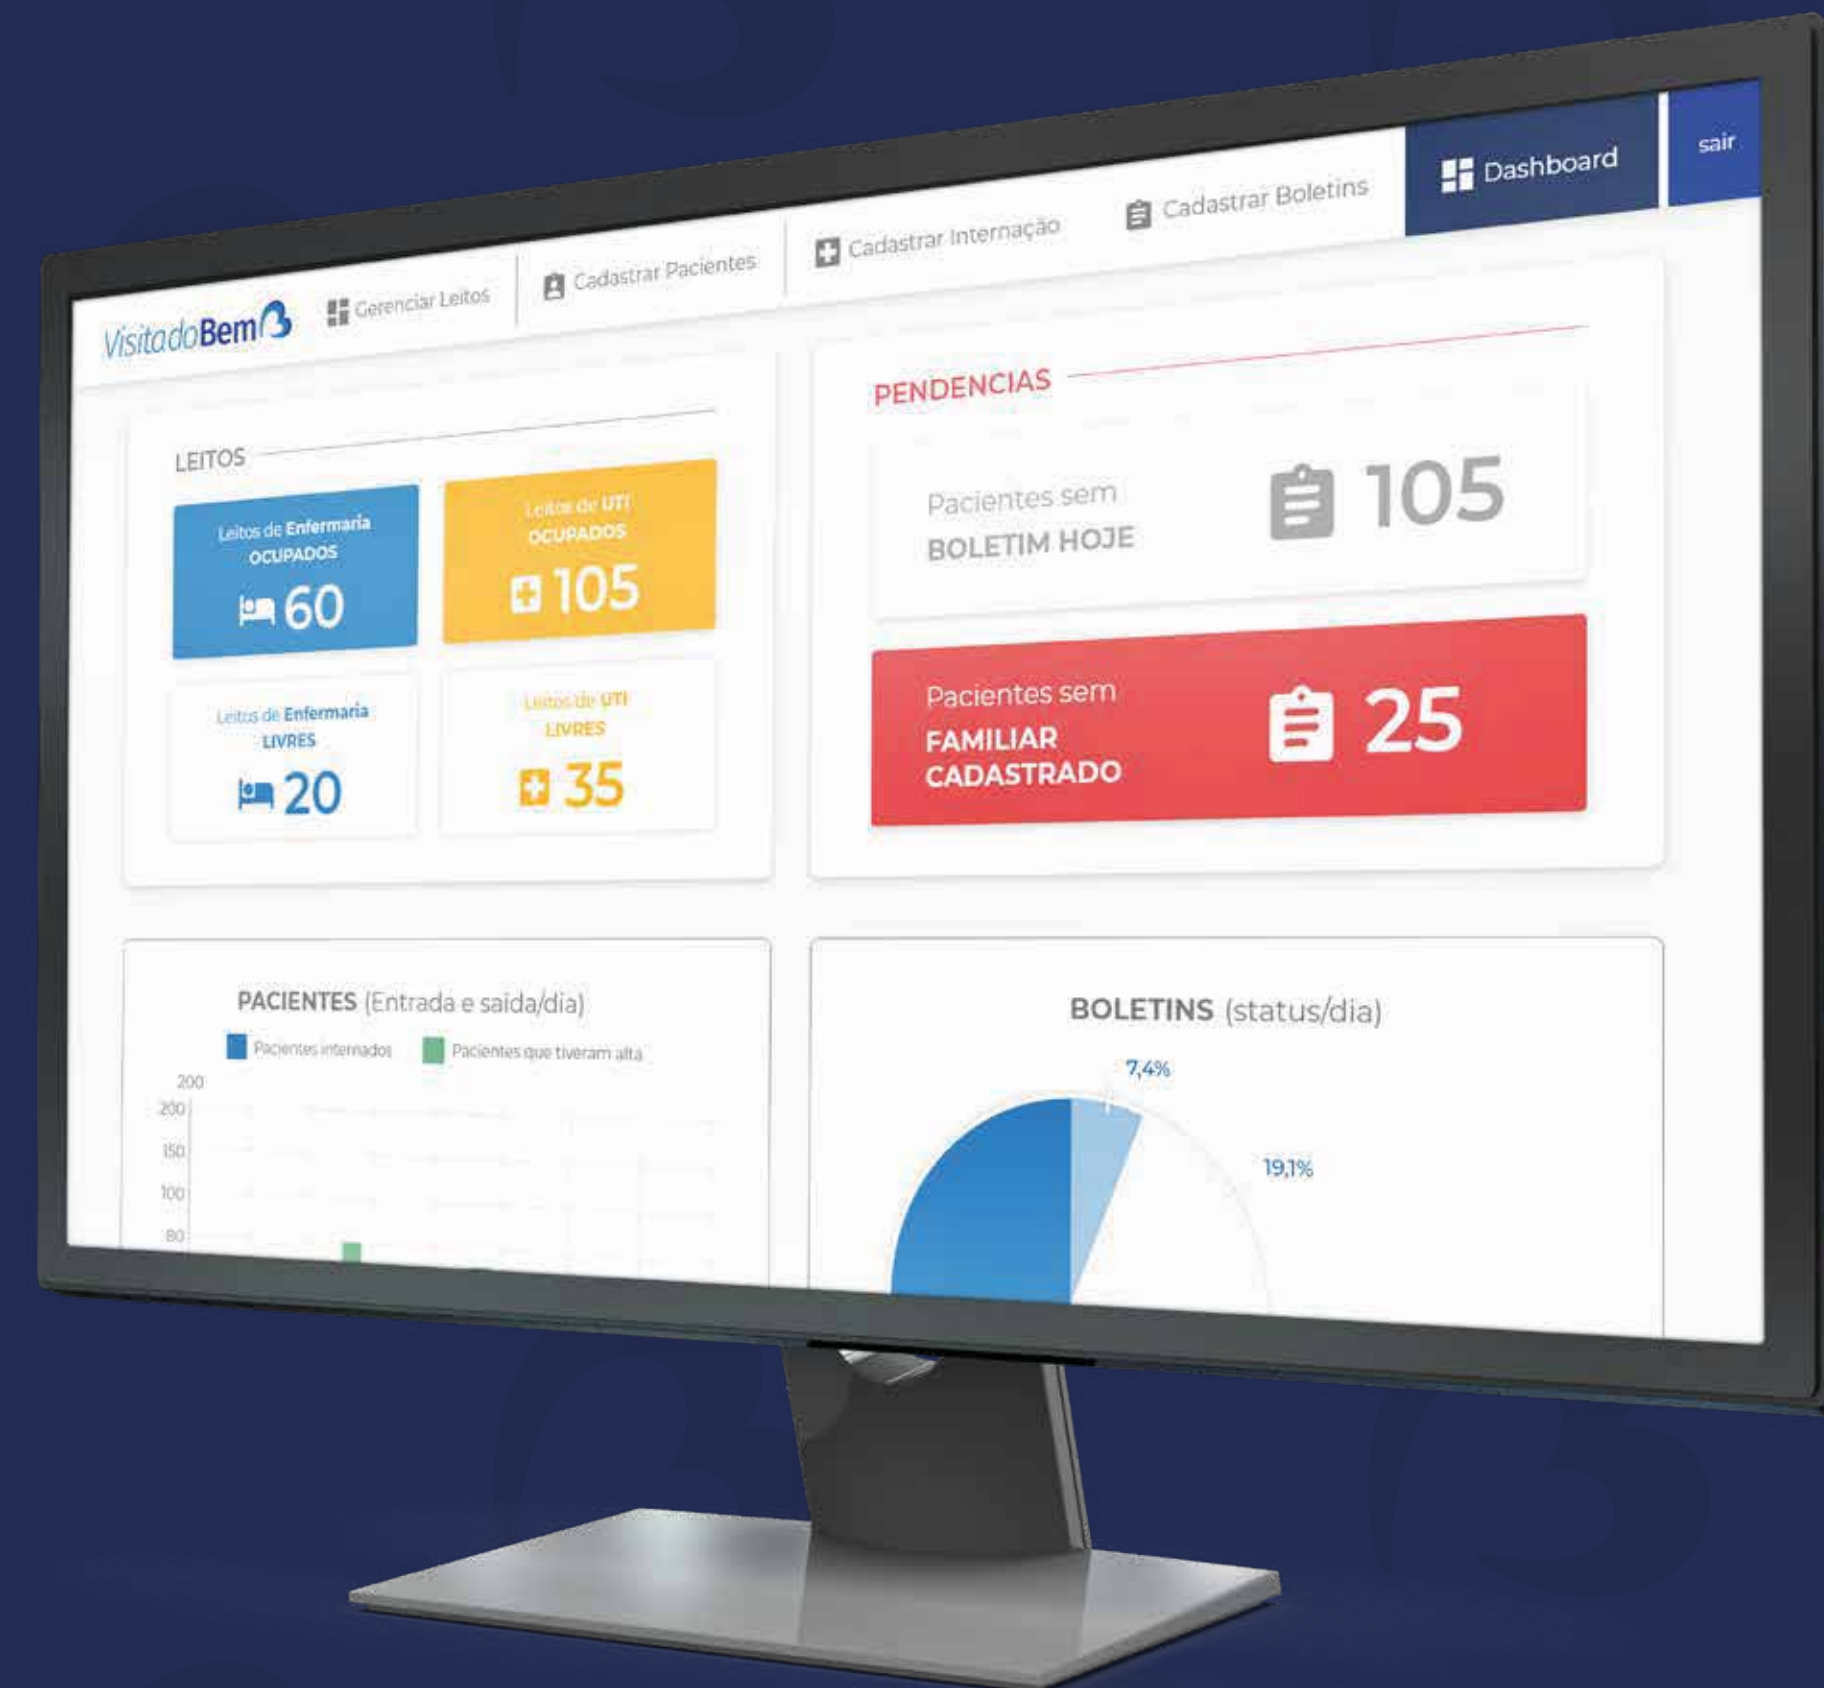 VisitadoBem
Gerenciar Leitos
Cadastrar Pacientes
Cadastrar Internação
Cadastrar Boletins
Dashboard
sair
LEITOS
Leitos de Enfermaria
OCUPADOS
60
Leitos de UTI
OCUPADOS
105
Leitos de Enfermaria
LIVRES
20
Leitos de UTI
LIVRES
35
PENDENCIAS
Pacientes sem
BOLETIM HOJE
105
Pacientes sem
FAMILIAR
CADASTRADO
25
PACIENTES (Entrada e saida/dia)
Pacientes internados
Pacientes que tiveram alta
200
200
150
100
80
BOLETINS (status/dia)
7,4%
19,1%